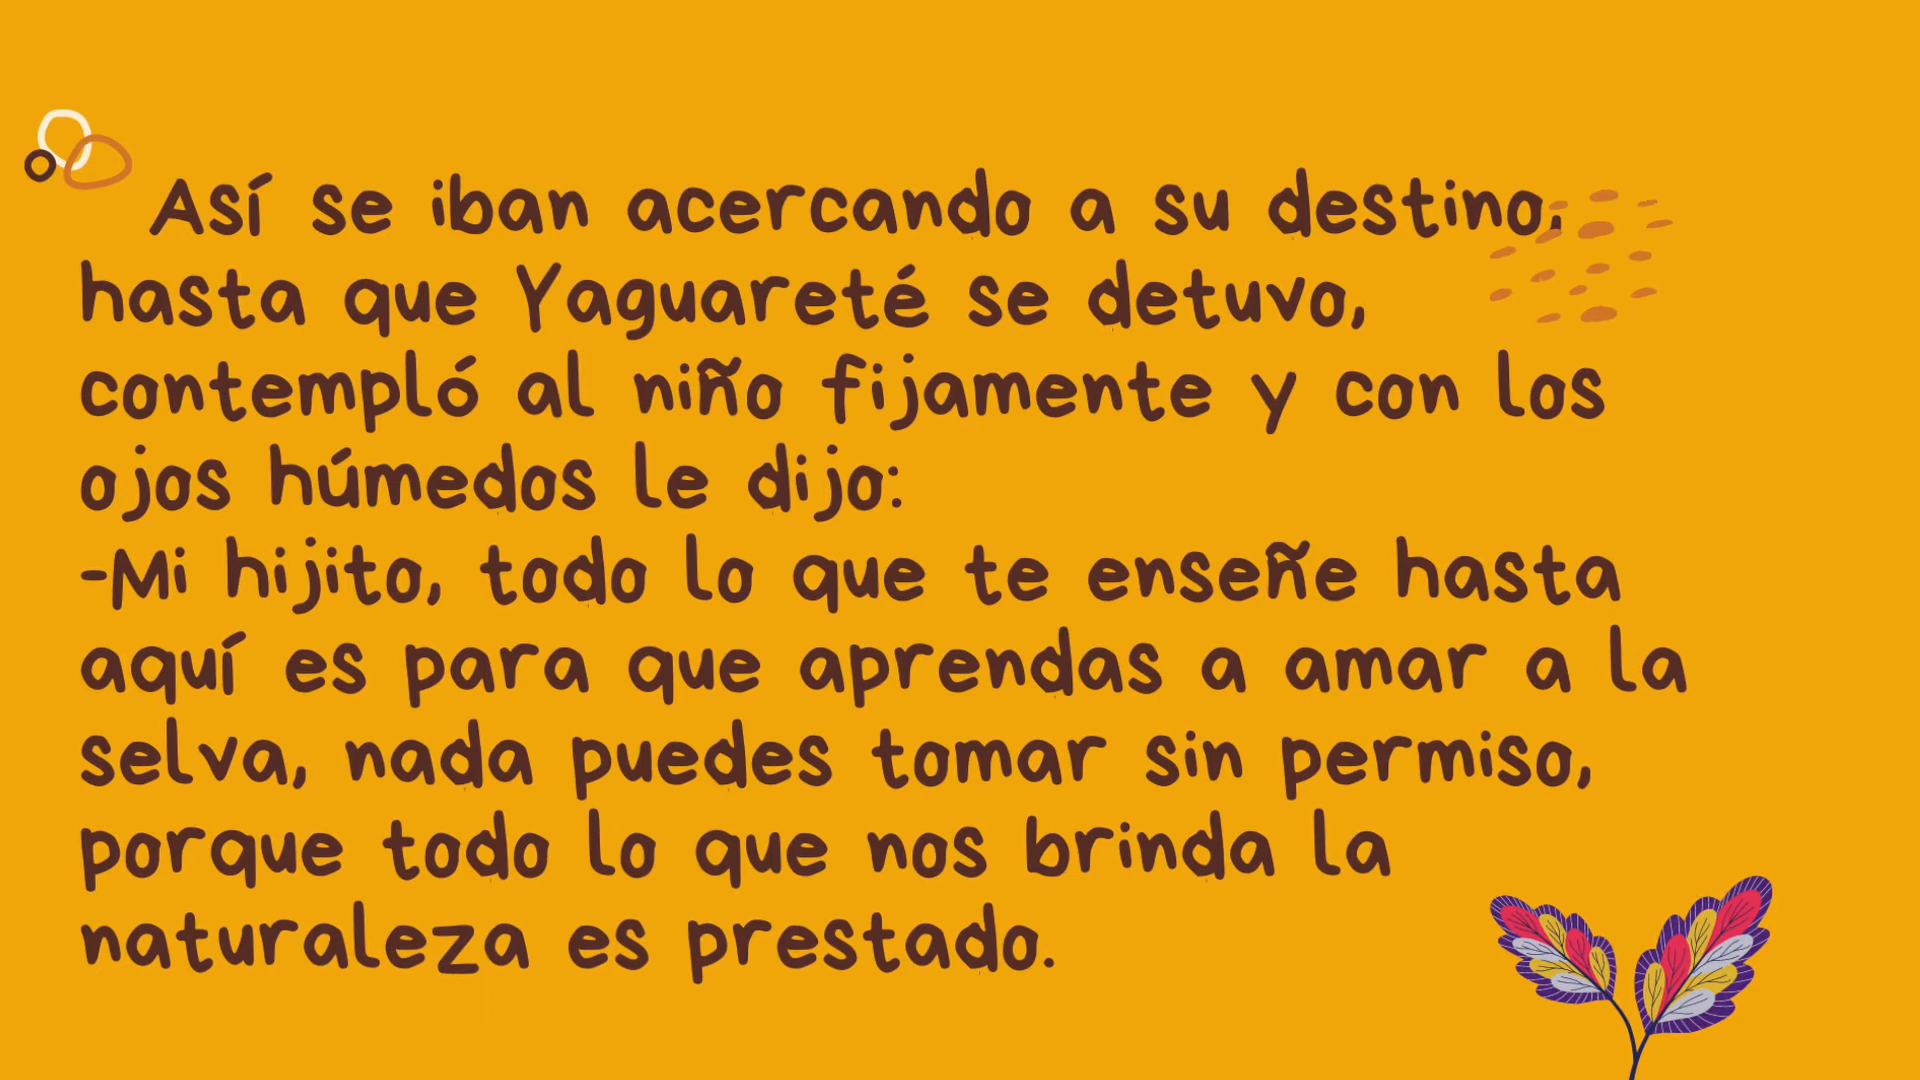 Así se iban acercando a su destino,
hasta que Yaguareté se detuvo,
contempló al niño fijamente y con los
ojos húmedos le dijo:
-Mi hijito, todo lo que te enseñe hasta
aquí es para que aprendas a amar a la
selva, nada puedes tomar sin permiso,
porque todo lo que nos brinda la
naturaleza es prestado.